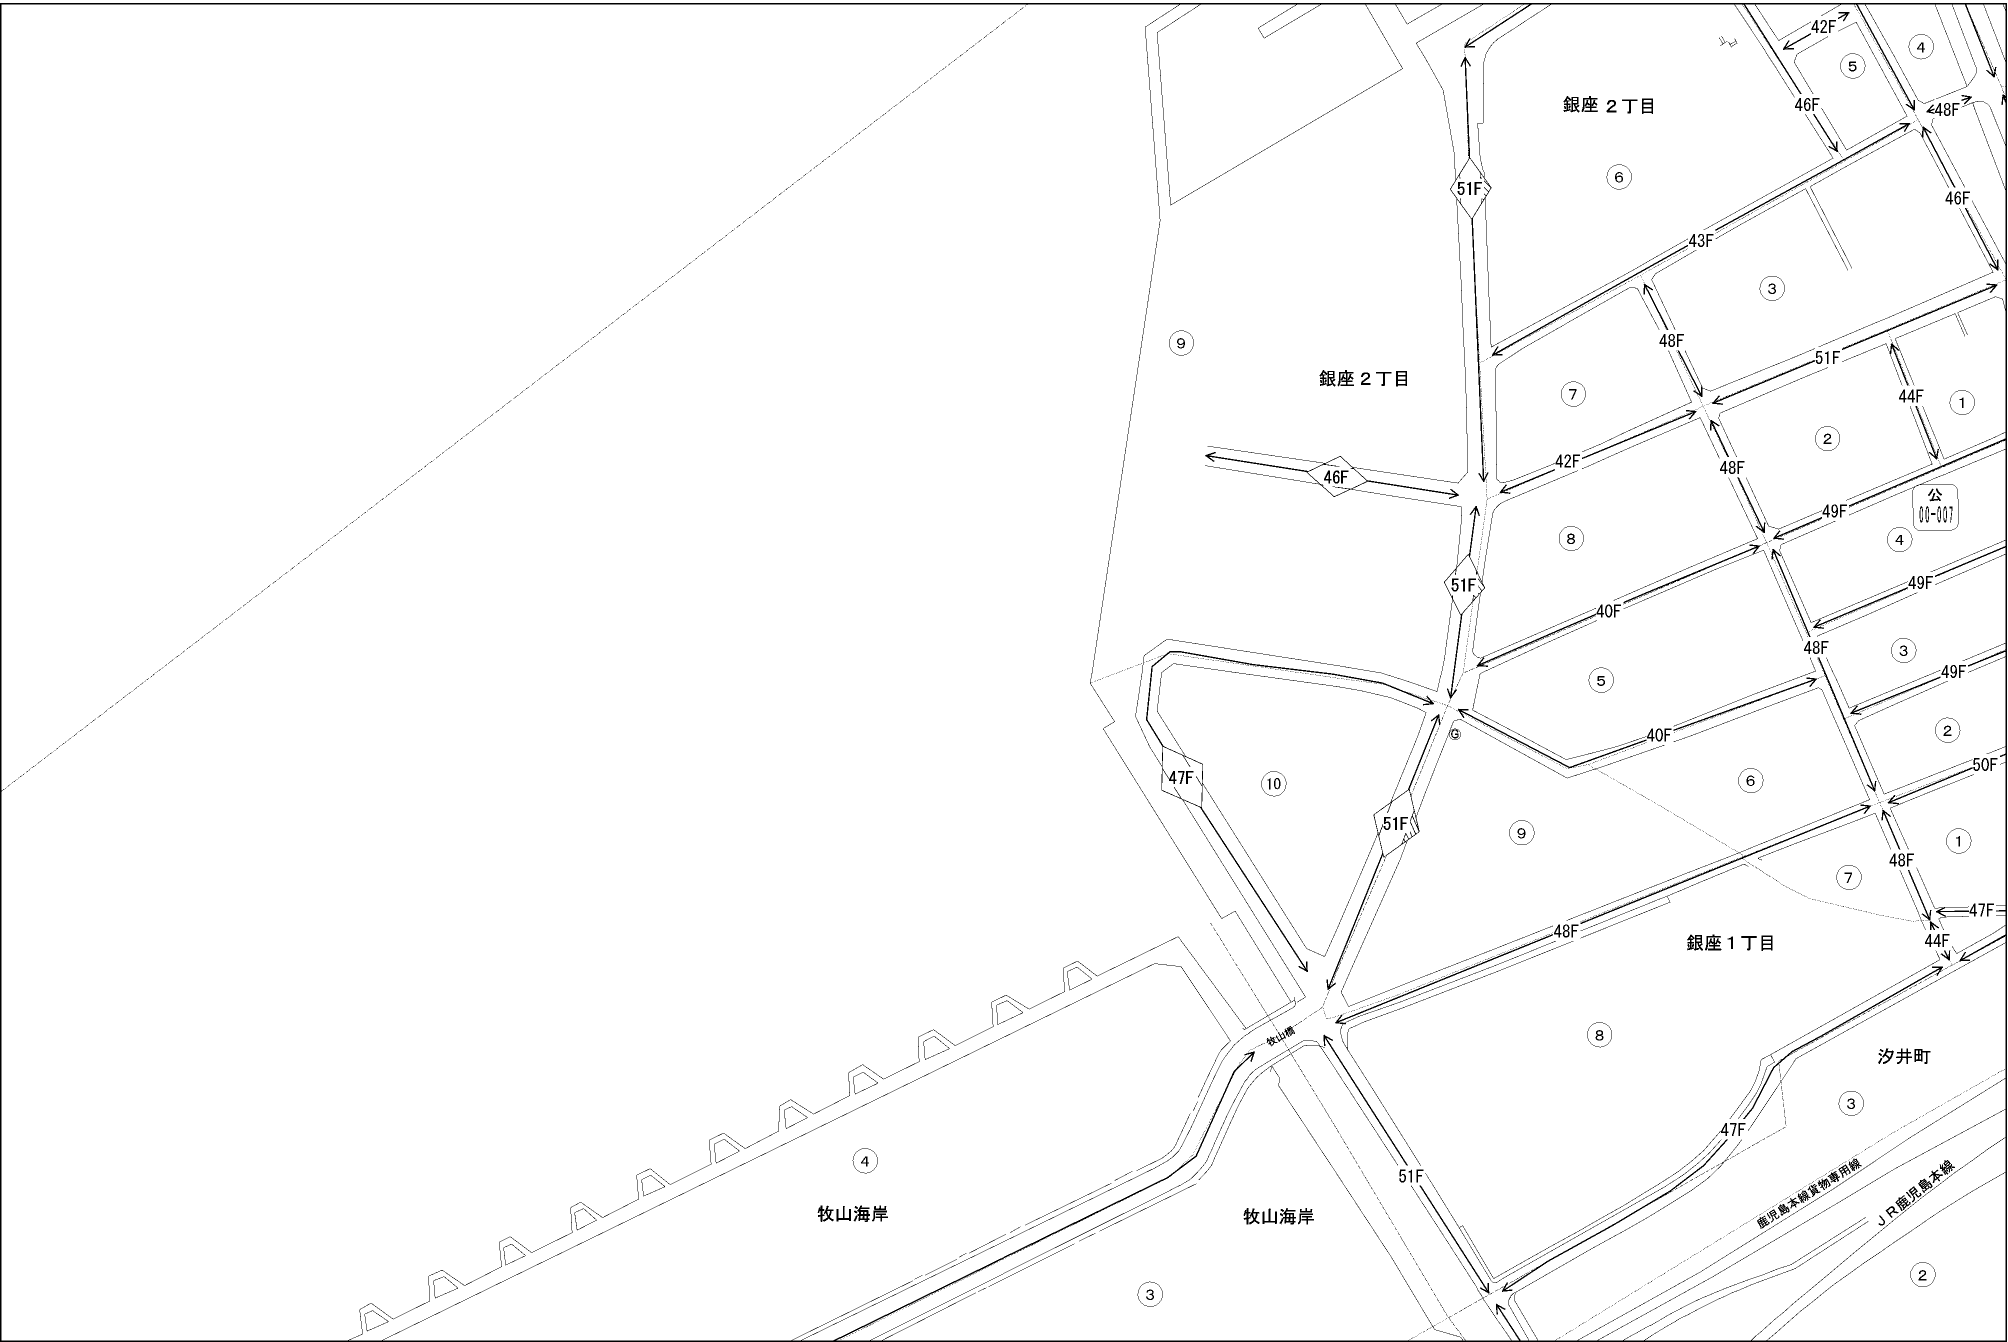 42F
④
⑤
46F
48F
銀座２丁目
⑥
51F
46F
43F
③
⑨
48F
51F
銀座２丁目
⑦
44F
①
②
42F
48F
46F
公
00-007
49F
⑧
④
51F
49F
40F
48F
③
⑤
49F
②
40F
G
50F
47F
⑩
⑥
51F
⑨
①
48F
⑦
47F
48F
銀座１丁目
44F
牧山橋
⑧
汐井町
③
47F
④
51F
鹿児島本線貨物専用線
ＪＲ鹿児島本線
牧山海岸
牧山海岸
③
②